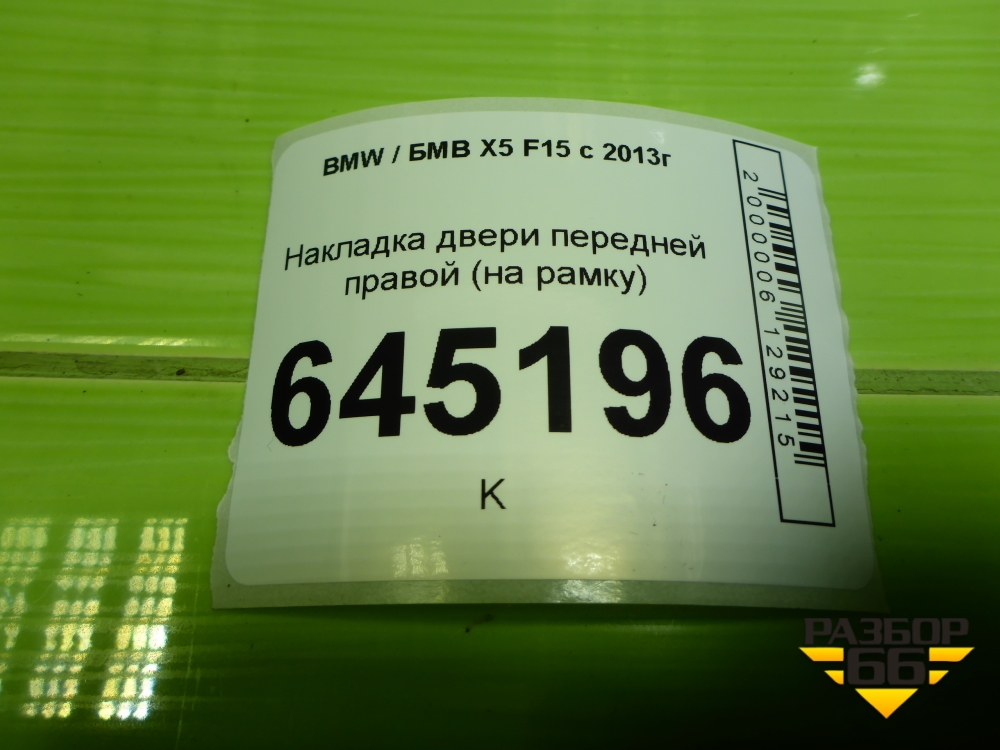 BMW / БМВ X5 F15 с 2013г
Накладка двери передней
правой (на рамку)
645196
К
2000006129215
РАЗБОР
66